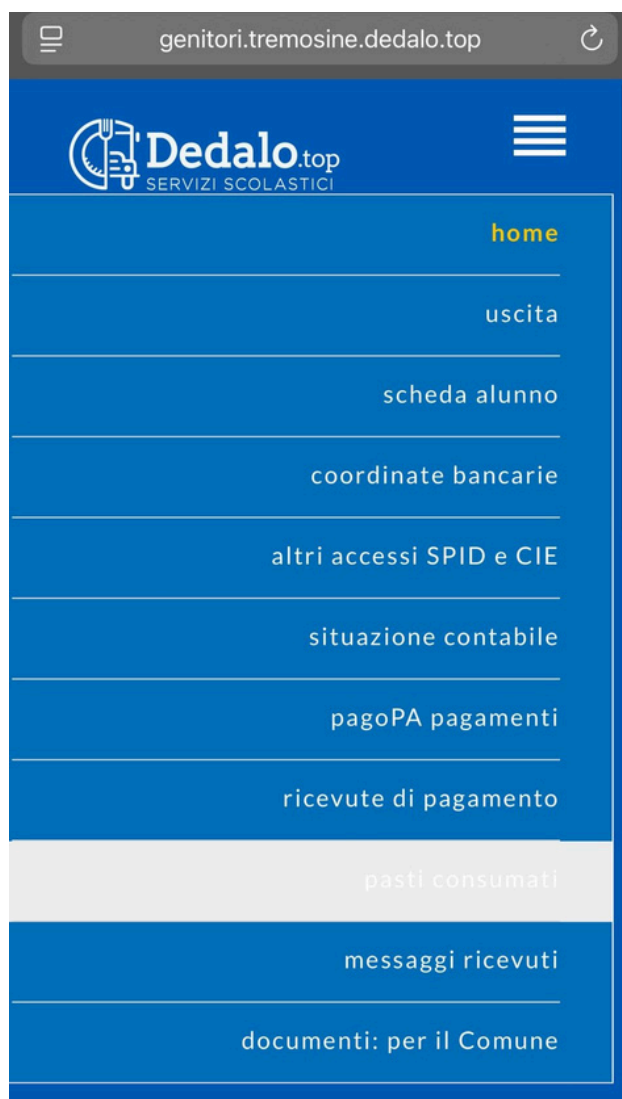 genitori.tremosine.dedalo.top
Dedalo.top
SERVIZI SCOLASTICI
home
uscita
scheda alunno
coordinate bancarie
altri accessi SPID e CIE
situazione contabile
pagoPA pagamenti
ricevute di pagamento
pasti consumati
messaggi ricevuti
documenti: per il Comune